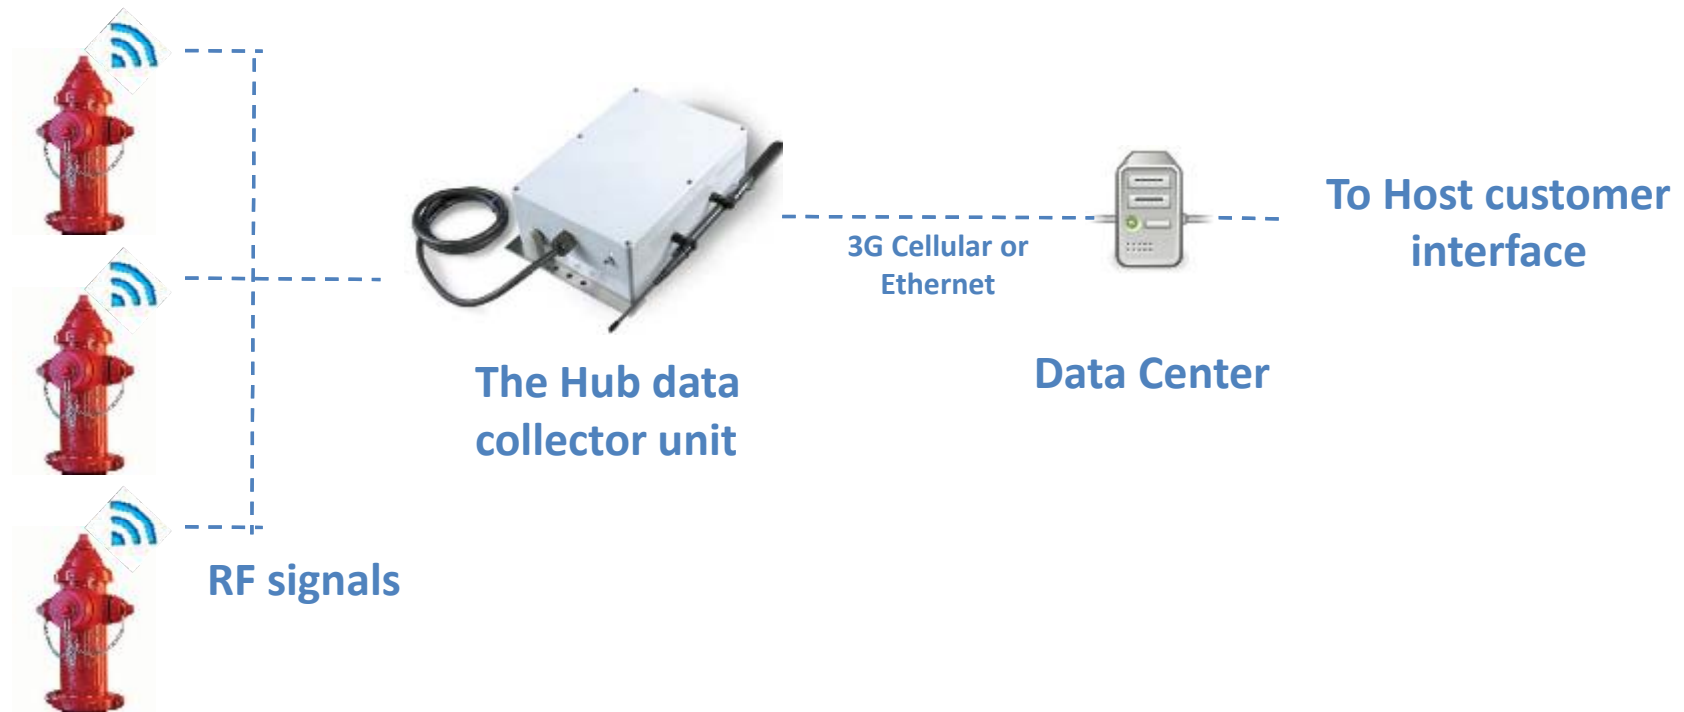 To Host customer
interface
3G Cellular or
Ethernet
The Hub data
collector unit
Data Center
RF signals